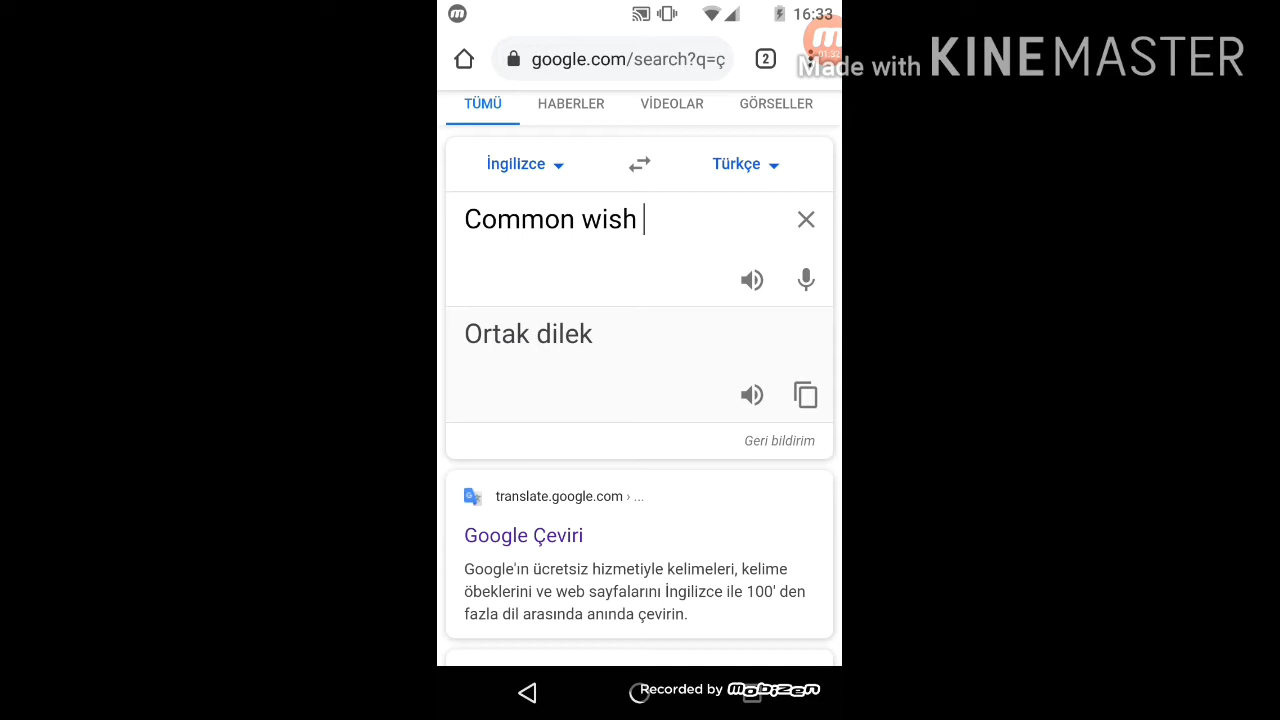 16:33
google.com/search?q=ç
2
01:32
Made with KINEMASTER
TÜMÜ HABERLER VİDEOLAR GÖRSELLER
İngilizce Türkçe
Common wish
Ortak dilek
Geri bildirim
translate.google.com › ...
Google Çeviri
Google'ın ücretsiz hizmetiyle kelimeleri, kelime
öbeklerini ve web sayfalarını İngilizce ile 100' den
fazla dil arasında anında çevirin.
Recorded by mobizen